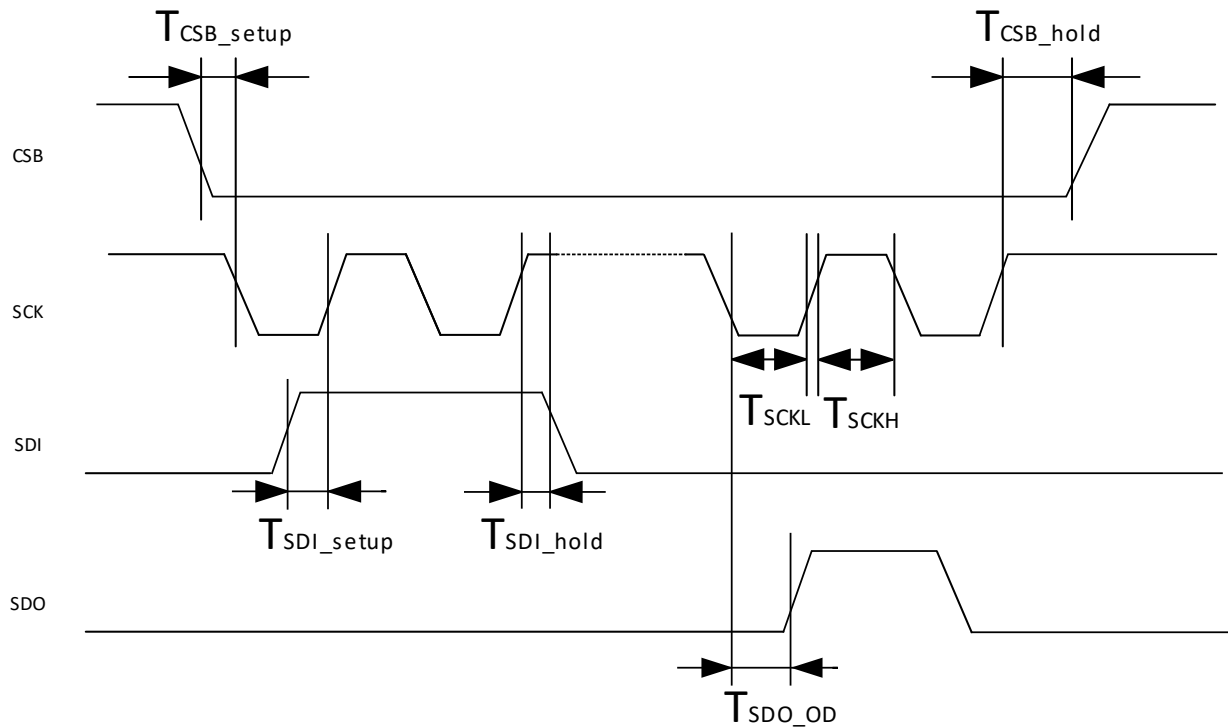 TCSB_setup
TCSB_hold
CSB
SCK
TSCKL
TSCKH
SDI
TSDI_setup
TSDI_hold
SDO
TSDO_OD